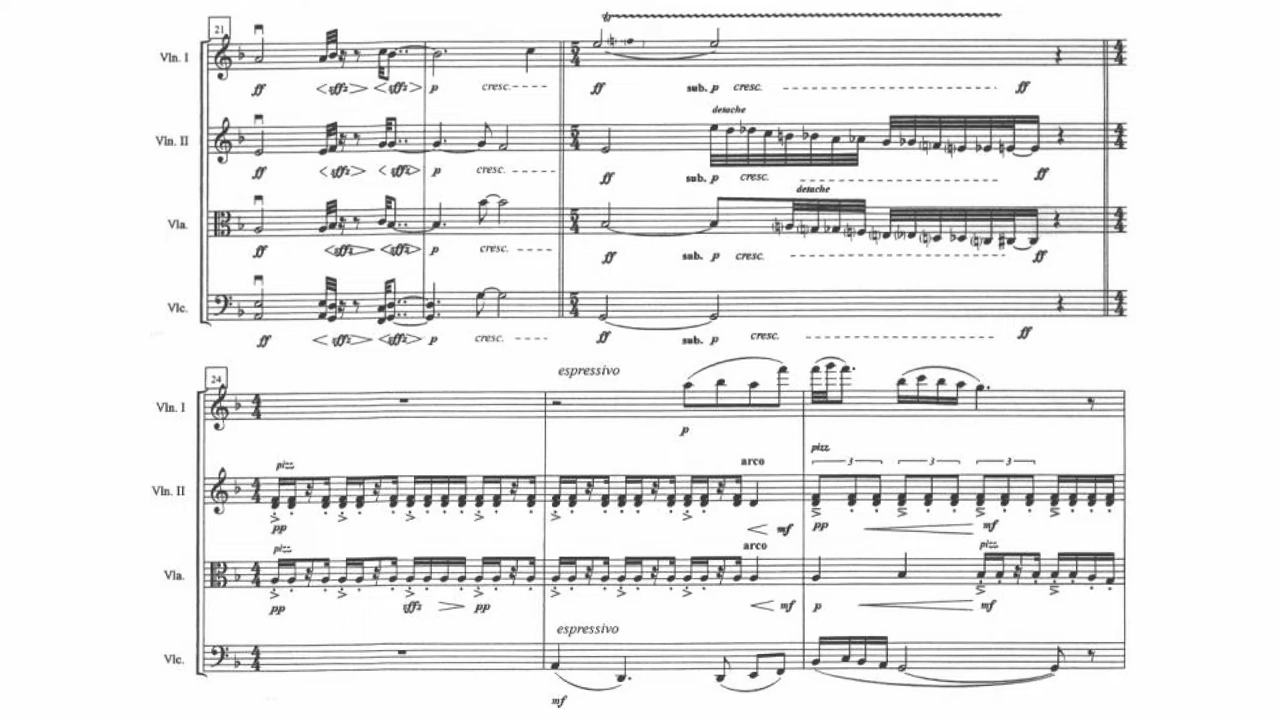 21
Vln. I
ff <sffz> <sffz> p cresc. ff sub. p cresc. ff
detache
Vln. II
ff <sffz> <sffz> p cresc. ff sub. p cresc. ff
detache
Vla.
ff <sffz> <sffz> p cresc. ff sub. p cresc. ff
Vlc.
ff <sffz> <sffz> p cresc. ff sub. p cresc. ff
24
espressivo
Vln. I
p
pizz arco pizz
3 3 3
Vln. II
pp mf pp mf
pizz arco pizz
Vla.
pp sffz pp mf p mf
espressivo
Vlc.
mf